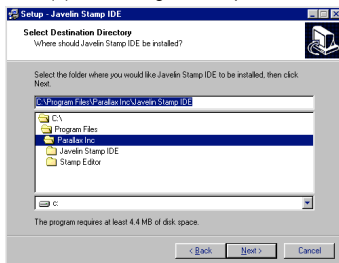 Setup - Javelin Stamp IDE
Select Destination Directory
Where should Javelin Stamp IDE be installed?
Select the folder where you would like Javelin Stamp IDE to be installed, then click
Next.
C:\Program Files\Parallax Inc\Javelin Stamp IDE
C:\
Program Files
Parallax Inc
Javelin Stamp IDE
Stamp Editor
c:
The program requires at least 4.4 MB of disk space.
< Back Next > Cancel